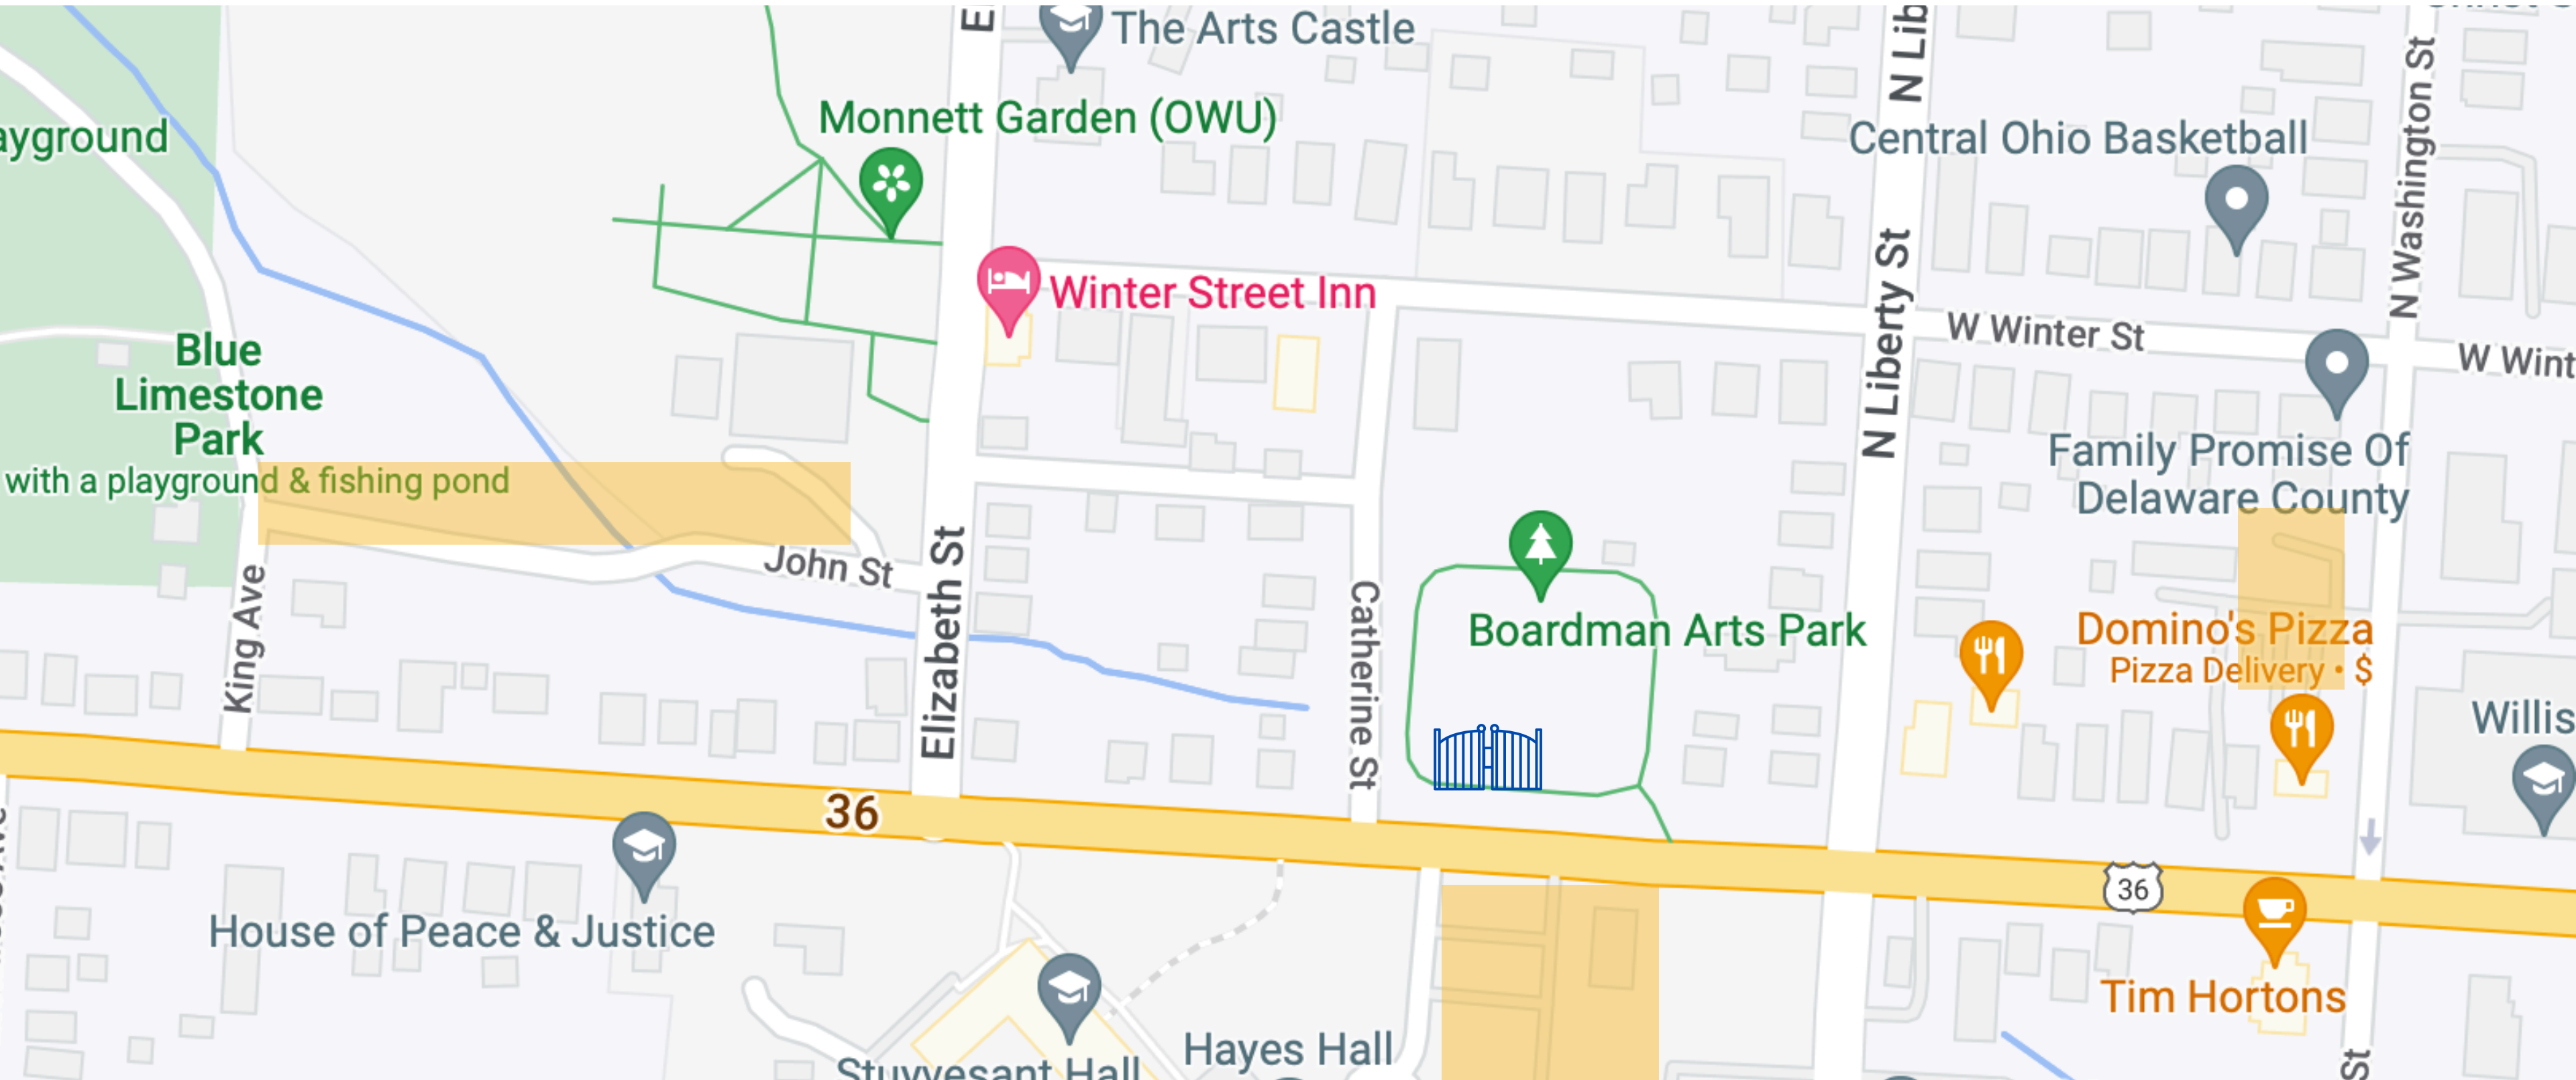 E
The Arts Castle
N Lib
N Washington St
ayground
Monnett Garden (OWU)
Central Ohio Basketball
Winter Street Inn
N Liberty St
W Winter St
W Wint
Blue
Limestone
Park
with a playground & fishing pond
Family Promise Of
Delaware County
John St
Elizabeth St
King Ave
Catherine St
Boardman Arts Park
Domino's Pizza
Pizza Delivery · $
Willis
36
36
House of Peace & Justice
Tim Hortons
Hayes Hall
Stuyvesant Hall
St